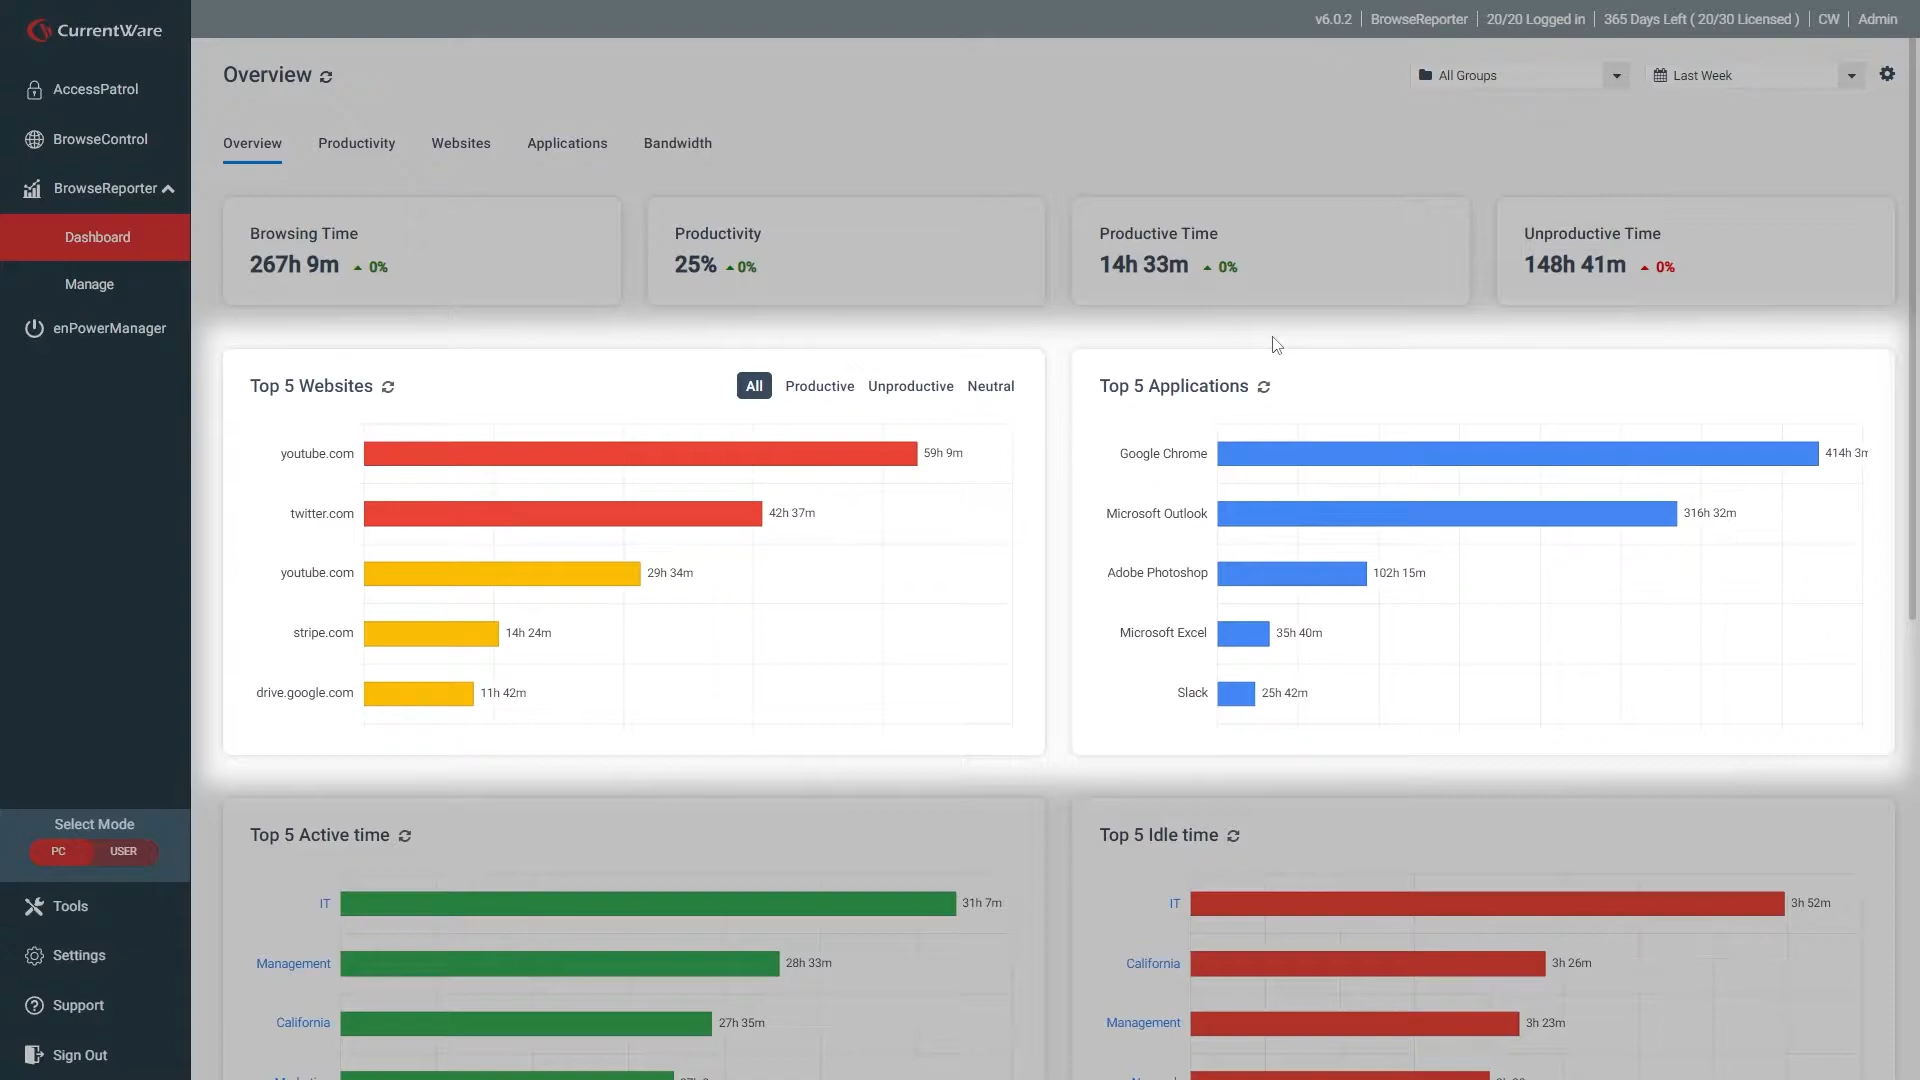 CurrentWare
v6.0.2 | BrowseReporter | 20/20 Logged in | 365 Days Left ( 20/30 Licensed ) | CW | Admin
AccessPatrol
BrowseControl
BrowseReporter
Dashboard
Manage
enPowerManager
Select Mode
PC USER
Tools
Settings
Support
Sign Out
Overview
All Groups
Last Week
Overview Productivity Websites Applications Bandwidth
Browsing Time
267h 9m 0%
Productivity
25% 0%
Productive Time
14h 33m 0%
Unproductive Time
148h 41m 0%
Top 5 Websites
All Productive Unproductive Neutral
youtube.com 59h 9m
twitter.com 42h 37m
youtube.com 29h 34m
stripe.com 14h 24m
drive.google.com 11h 42m
Top 5 Applications
Google Chrome 414h 3m
Microsoft Outlook 316h 32m
Adobe Photoshop 102h 15m
Microsoft Excel 35h 40m
Slack 25h 42m
Top 5 Active time
IT 31h 7m
Management 28h 33m
California 27h 35m
Top 5 Idle time
IT 3h 52m
California 3h 26m
Management 3h 23m